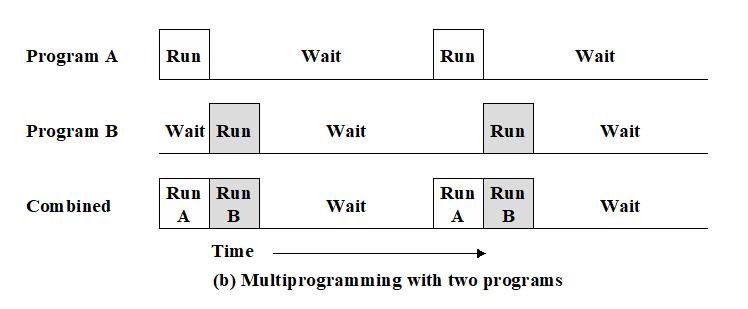 Program A Run Wait Run Wait
Program B Wait Run Wait Run Wait
Combined Run A Run B Wait Run A Run B Wait
Time
(b) Multiprogramming with two programs